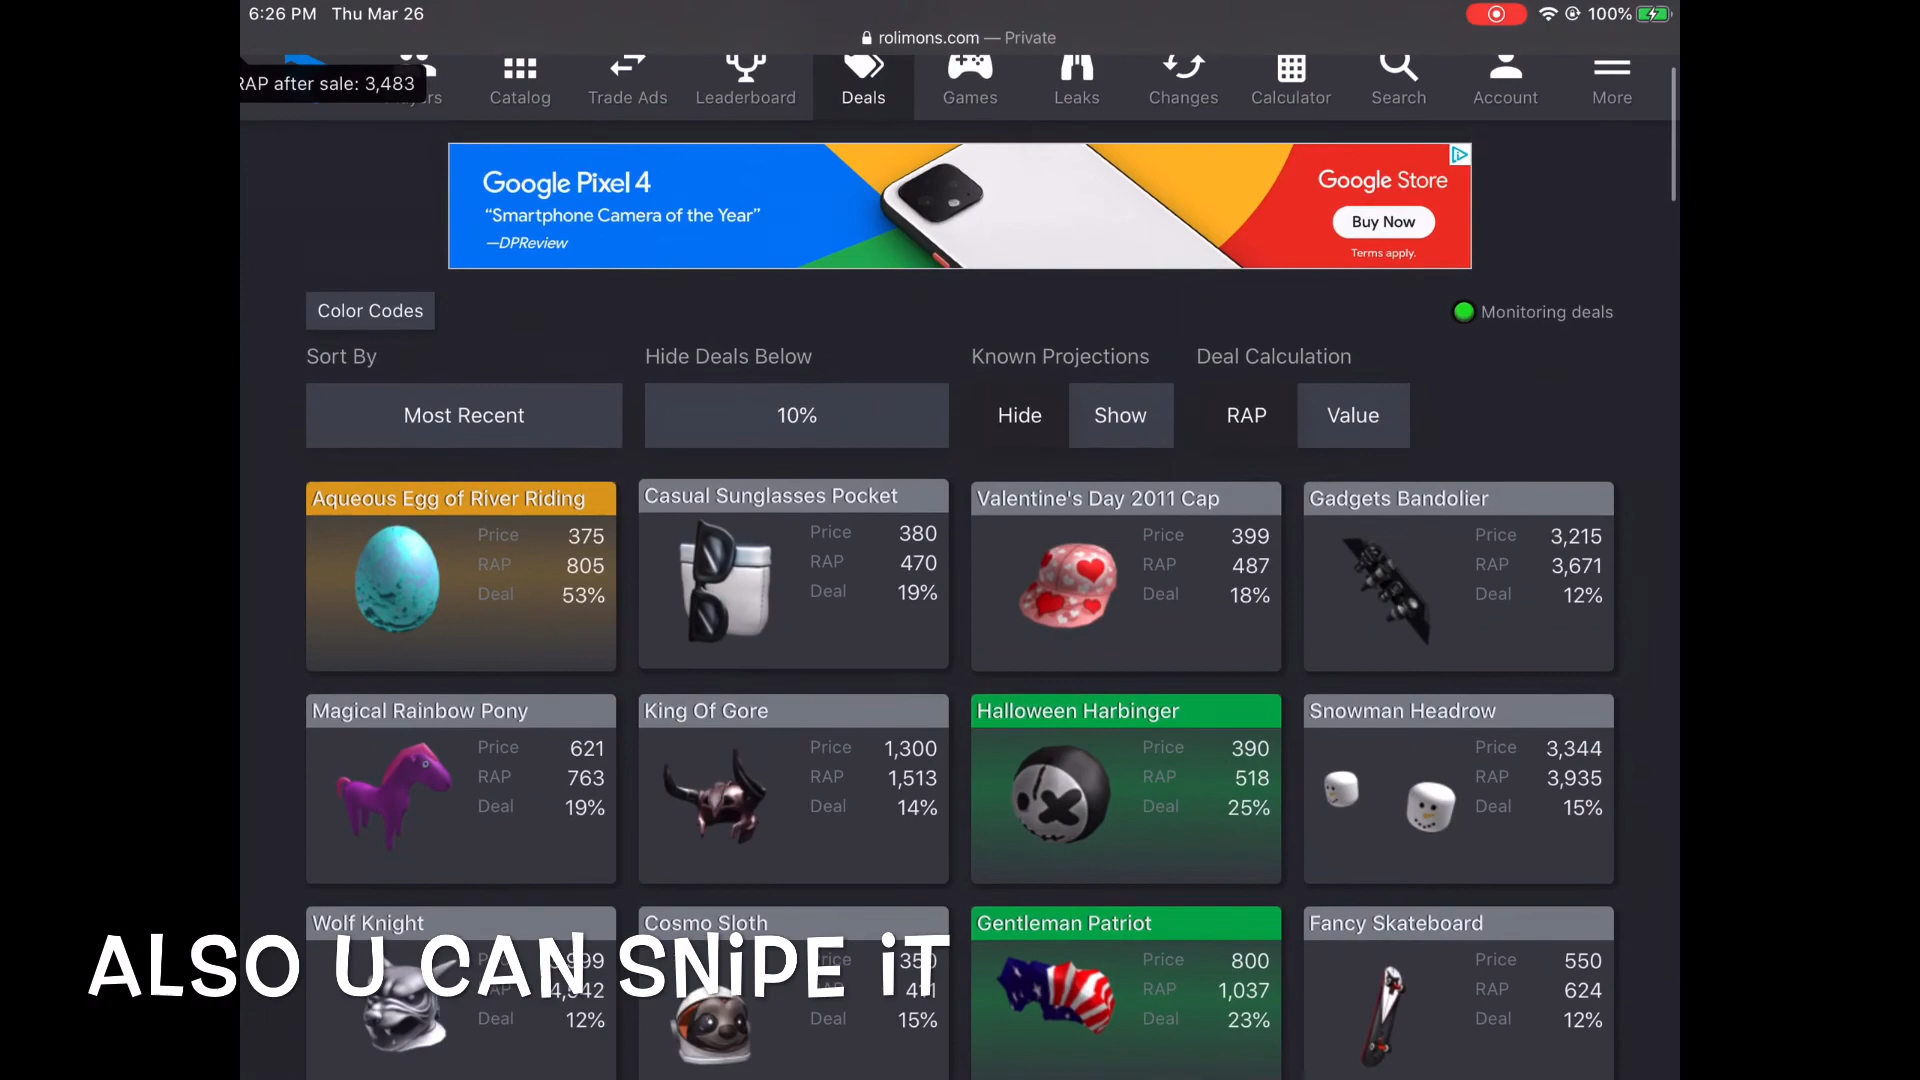 6:26 PM Thu Mar 26
100%
rolimons.com — Private
RAP after sale: 3,483
Catalog
Trade Ads
Leaderboard
Deals
Games
Leaks
Changes
Calculator
Search
Account
More
Google Pixel 4
“Smartphone Camera of the Year”
—DPReview
Google Store
Buy Now
Terms apply.
Color Codes
Monitoring deals
Sort By
Hide Deals Below
Known Projections
Deal Calculation
Most Recent
10%
Hide
Show
RAP
Value
Aqueous Egg of River Riding
Price 375
RAP 805
Deal 53%
Casual Sunglasses Pocket
Price 380
RAP 470
Deal 19%
Valentine's Day 2011 Cap
Price 399
RAP 487
Deal 18%
Gadgets Bandolier
Price 3,215
RAP 3,671
Deal 12%
Magical Rainbow Pony
Price 621
RAP 763
Deal 19%
King Of Gore
Price 1,300
RAP 1,513
Deal 14%
Halloween Harbinger
Price 390
RAP 518
Deal 25%
Snowman Headrow
Price 3,344
RAP 3,935
Deal 15%
Wolf Knight
Deal 12%
Cosmo Sloth
Deal 15%
Gentleman Patriot
Price 800
RAP 1,037
Deal 23%
Fancy Skateboard
Price 550
RAP 624
Deal 12%
ALSO U CAN SNIPE IT